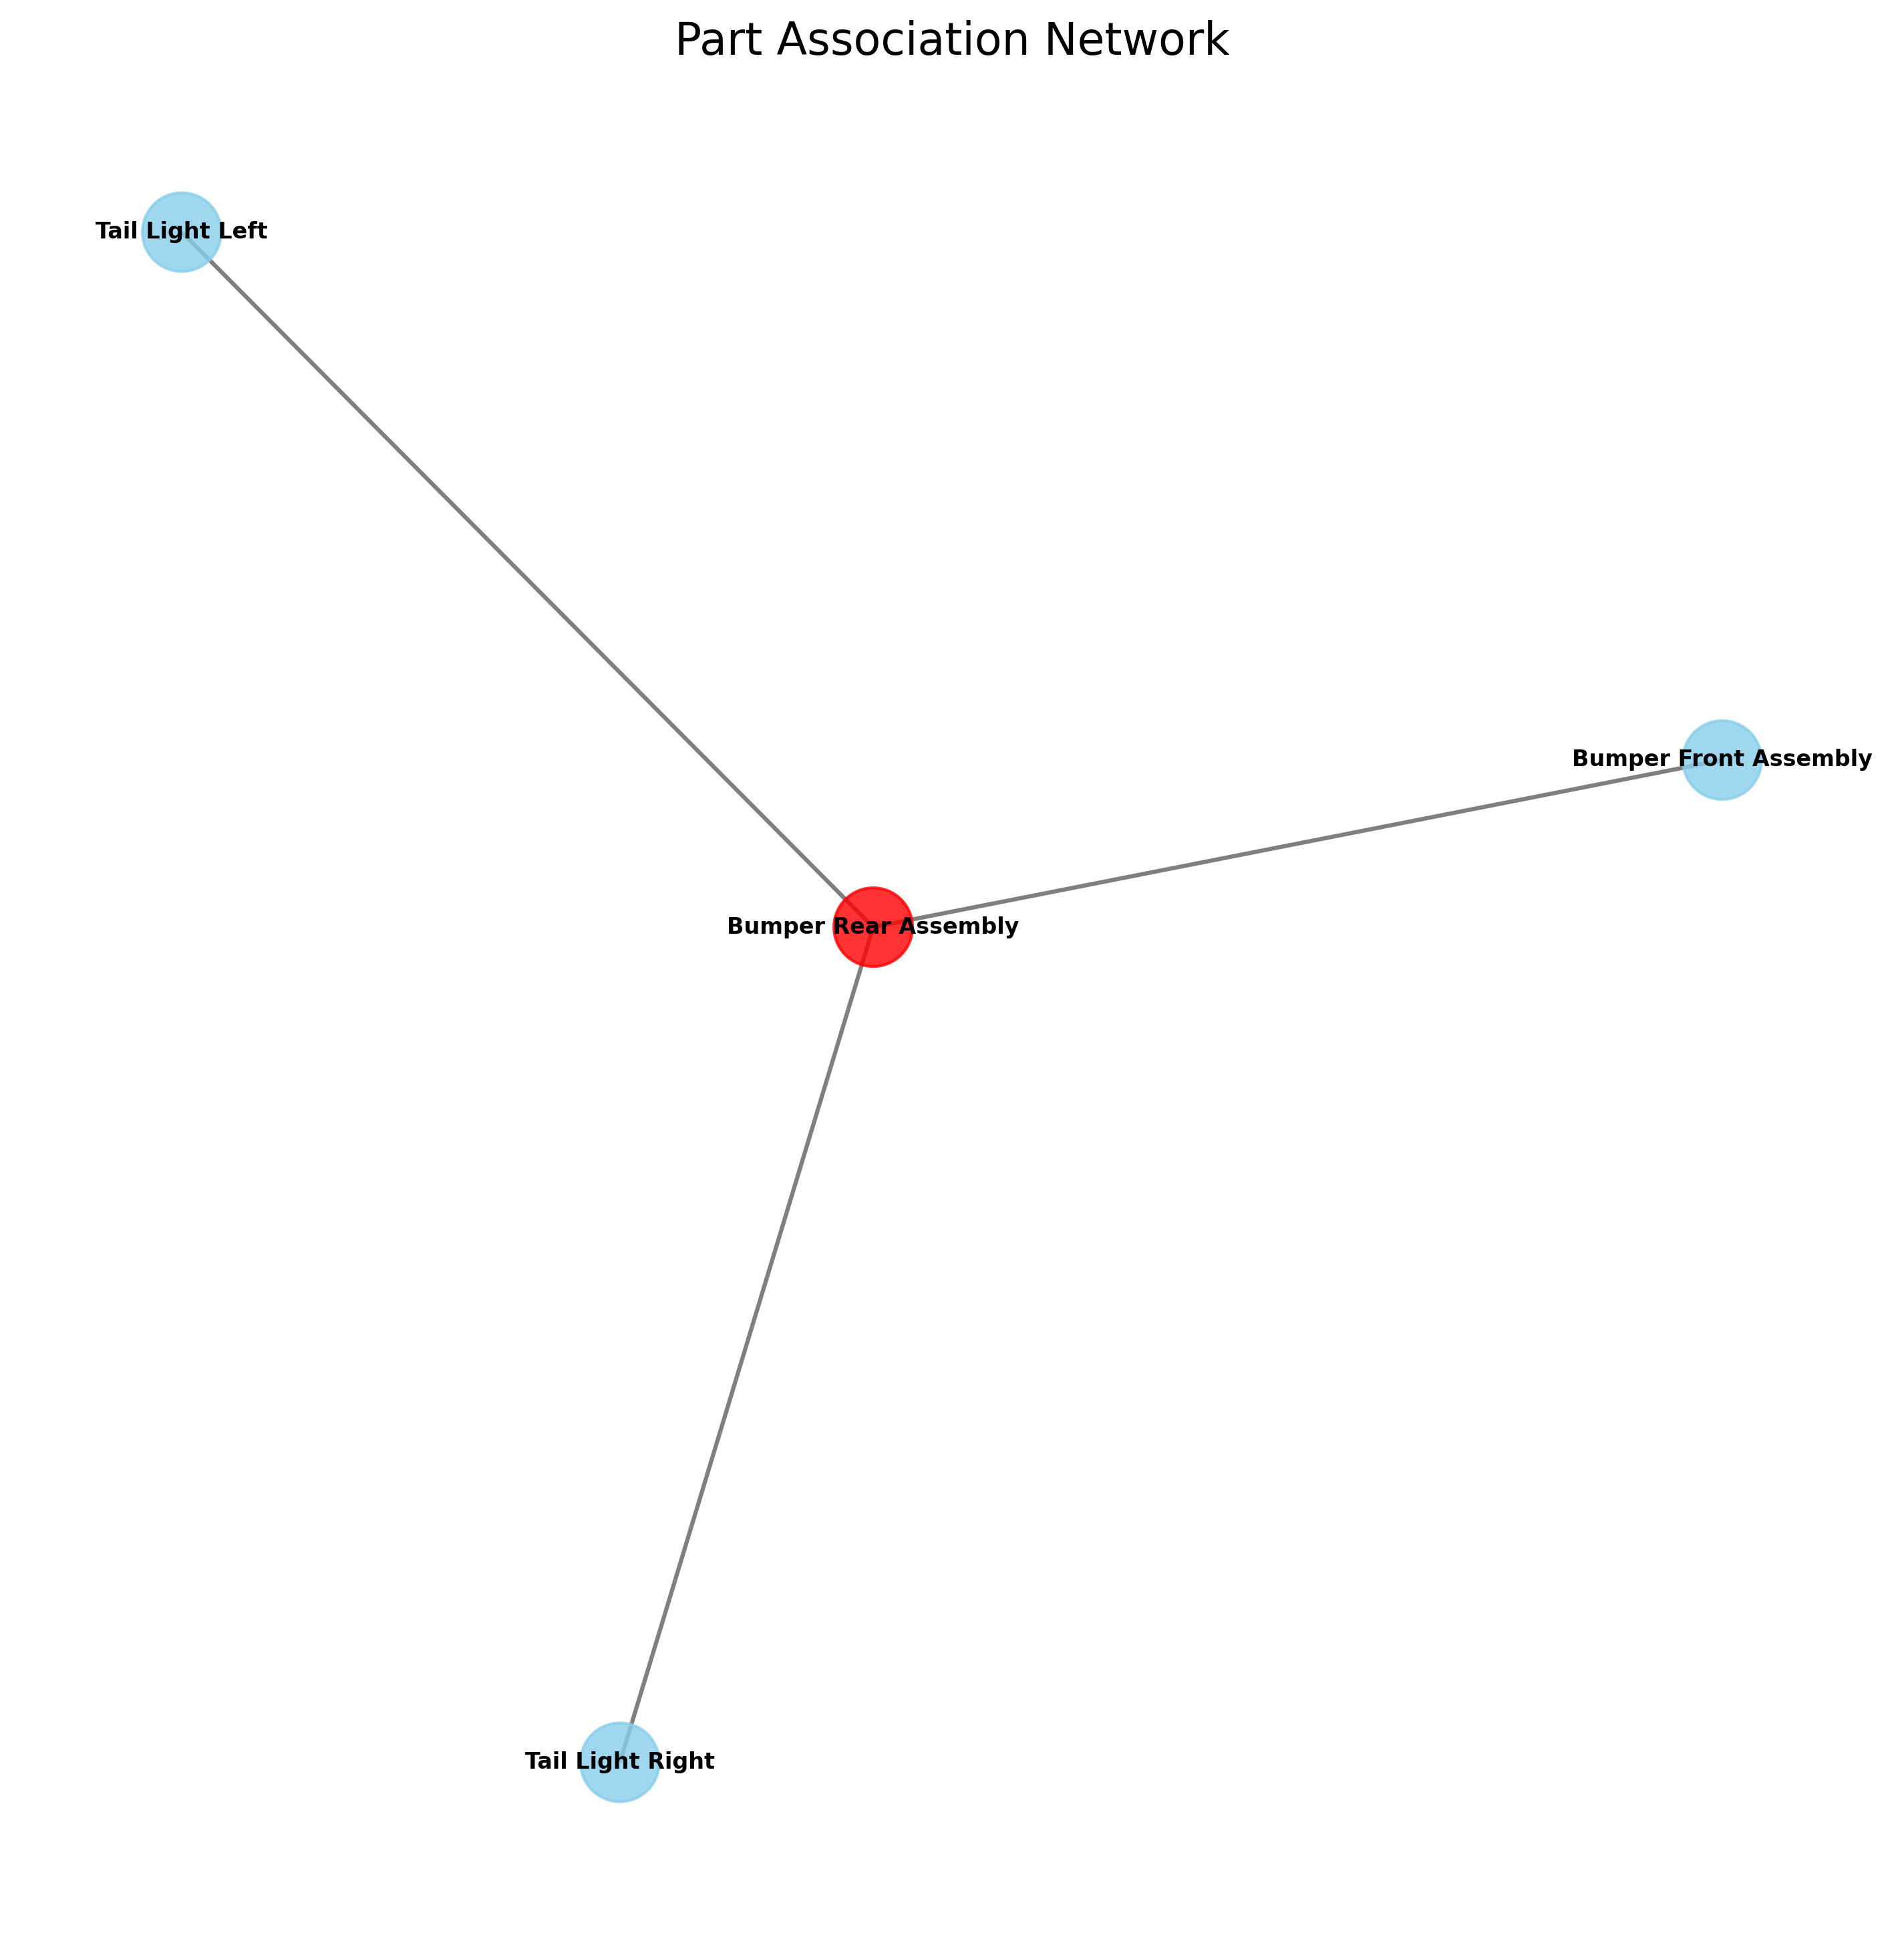 Part Association Network
Tail Light Left
Bumper Front Assembly
Bumper Rear Assembly
Tail Light Right